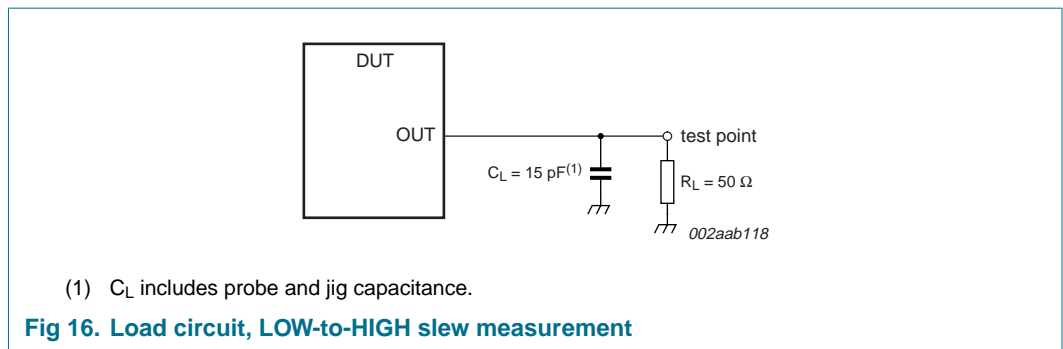 DUT
OUT
test point
CL = 15 pF(1)
RL = 50 Ω
002aab118
(1) CL includes probe and jig capacitance.
Fig 16. Load circuit, LOW-to-HIGH slew measurement